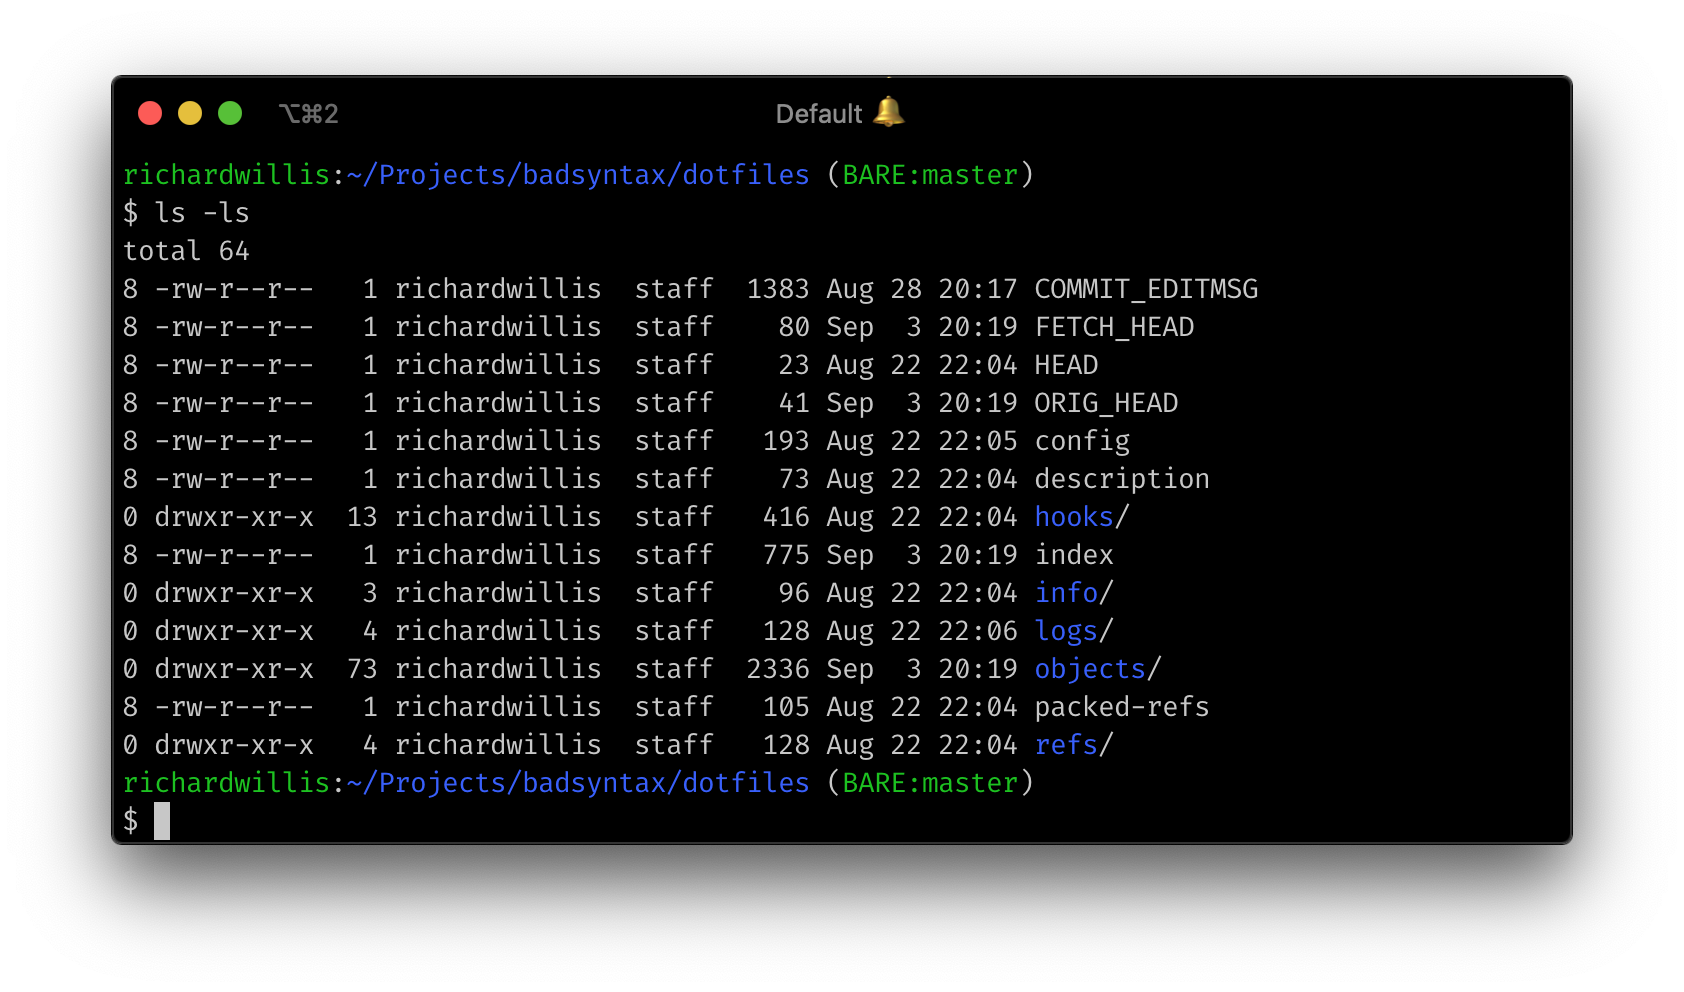 ⌥⌘2 Default 🔔
richardwillis:~/Projects/badsyntax/dotfiles (BARE:master)
$ ls -ls
total 64
8 -rw-r--r--   1 richardwillis  staff  1383 Aug 28 20:17 COMMIT_EDITMSG
8 -rw-r--r--   1 richardwillis  staff    80 Sep  3 20:19 FETCH_HEAD
8 -rw-r--r--   1 richardwillis  staff    23 Aug 22 22:04 HEAD
8 -rw-r--r--   1 richardwillis  staff    41 Sep  3 20:19 ORIG_HEAD
8 -rw-r--r--   1 richardwillis  staff   193 Aug 22 22:05 config
8 -rw-r--r--   1 richardwillis  staff    73 Aug 22 22:04 description
0 drwxr-xr-x  13 richardwillis  staff   416 Aug 22 22:04 hooks/
8 -rw-r--r--   1 richardwillis  staff   775 Sep  3 20:19 index
0 drwxr-xr-x   3 richardwillis  staff    96 Aug 22 22:04 info/
0 drwxr-xr-x   4 richardwillis  staff   128 Aug 22 22:06 logs/
0 drwxr-xr-x  73 richardwillis  staff  2336 Sep  3 20:19 objects/
8 -rw-r--r--   1 richardwillis  staff   105 Aug 22 22:04 packed-refs
0 drwxr-xr-x   4 richardwillis  staff   128 Aug 22 22:04 refs/
richardwillis:~/Projects/badsyntax/dotfiles (BARE:master)
$